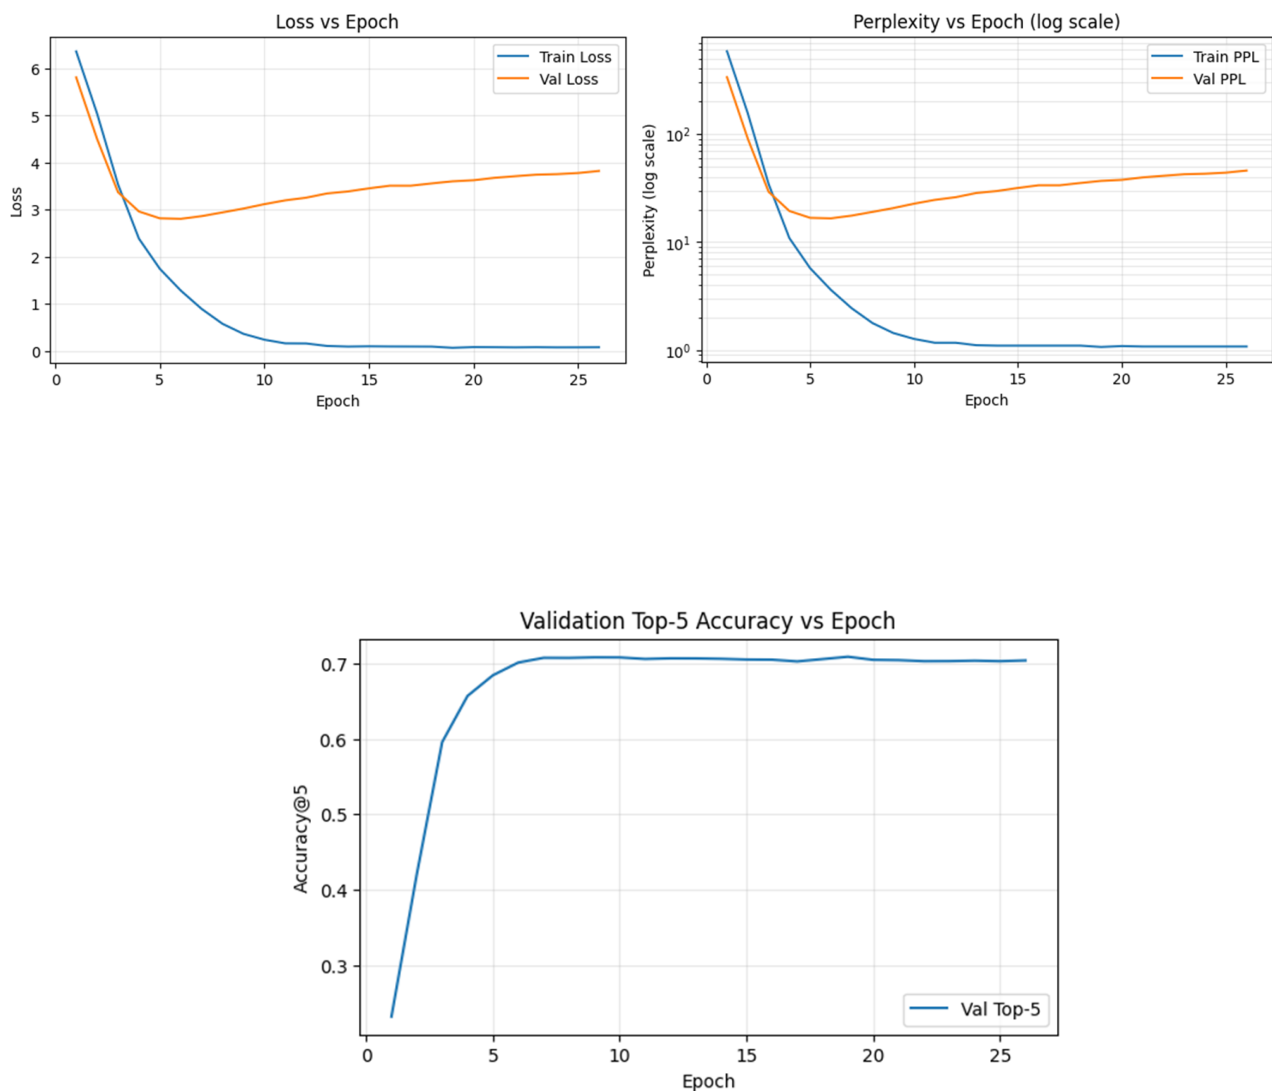 Loss vs Epoch
Train Loss
Val Loss
Loss
6
5
4
3
2
1
0
0 5 10 15 20 25
Epoch
Perplexity vs Epoch (log scale)
Train PPL
Val PPL
Perplexity (log scale)
10²
10¹
10⁰
0 5 10 15 20 25
Epoch
Validation Top-5 Accuracy vs Epoch
Accuracy@5
0.7
0.6
0.5
0.4
0.3
Val Top-5
0 5 10 15 20 25
Epoch